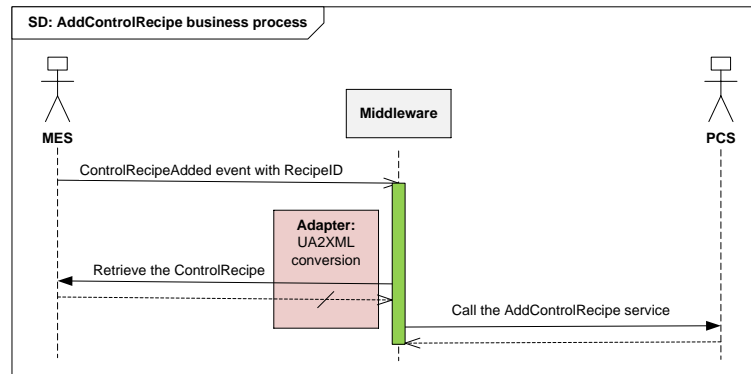 SD: AddControlRecipe business process
MES
Middleware
PCS
ControlRecipeAdded event with RecipeID
Adapter:
UA2XML
conversion
Retrieve the ControlRecipe
Call the AddControlRecipe service